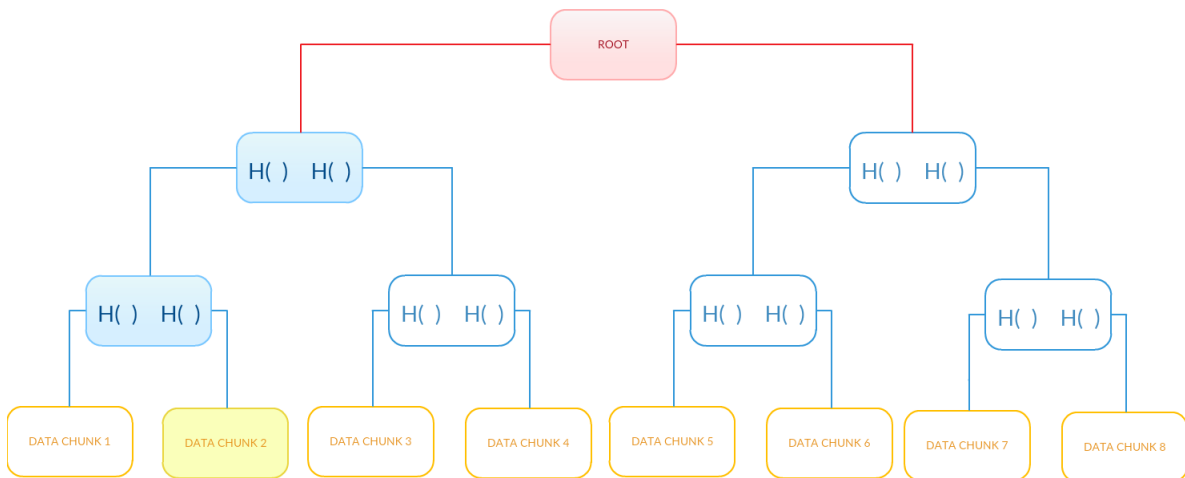 ROOT
H( ) H( )
H( ) H( )
H( ) H( )
H( ) H( )
H( ) H( )
H( ) H( )
DATA CHUNK 1
DATA CHUNK 2
DATA CHUNK 3
DATA CHUNK 4
DATA CHUNK 5
DATA CHUNK 6
DATA CHUNK 7
DATA CHUNK 8